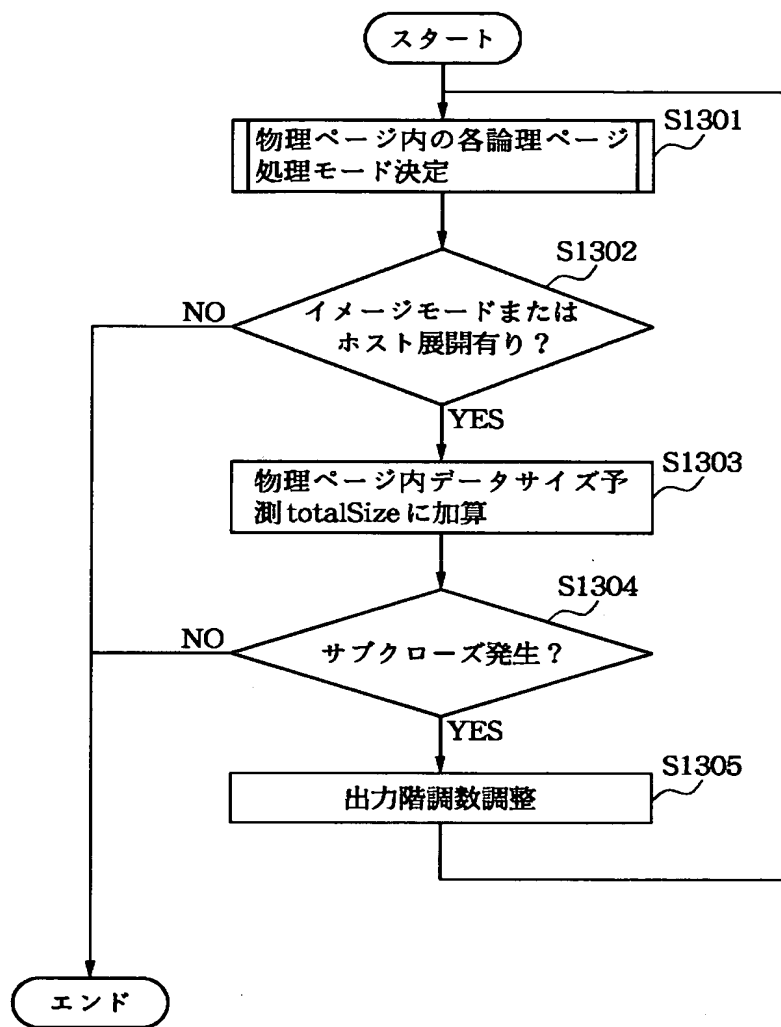 スタート
S1301
物理ページ内の各論理ページ
処理モード決定
S1302
イメージモードまたは
ホスト展開有り？
NO
YES
S1303
物理ページ内データサイズ予
測totalSizeに加算
S1304
サブクローズ発生？
NO
YES
S1305
出力階調数調整
エンド